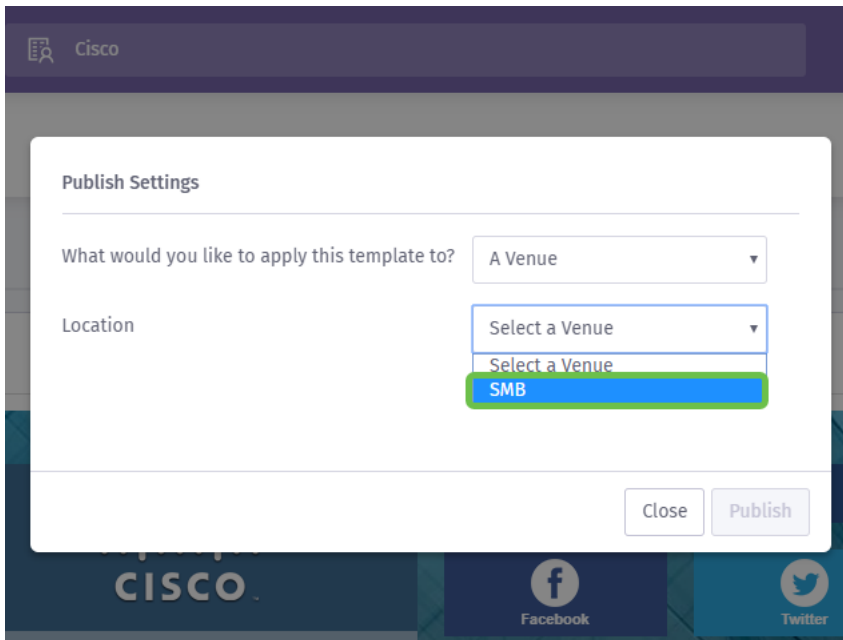 Cisco
Publish Settings
What would you like to apply this template to?
A Venue
Location
Select a Venue
Select a Venue
SMB
Close
Publish
CISCO
Facebook
Twitter